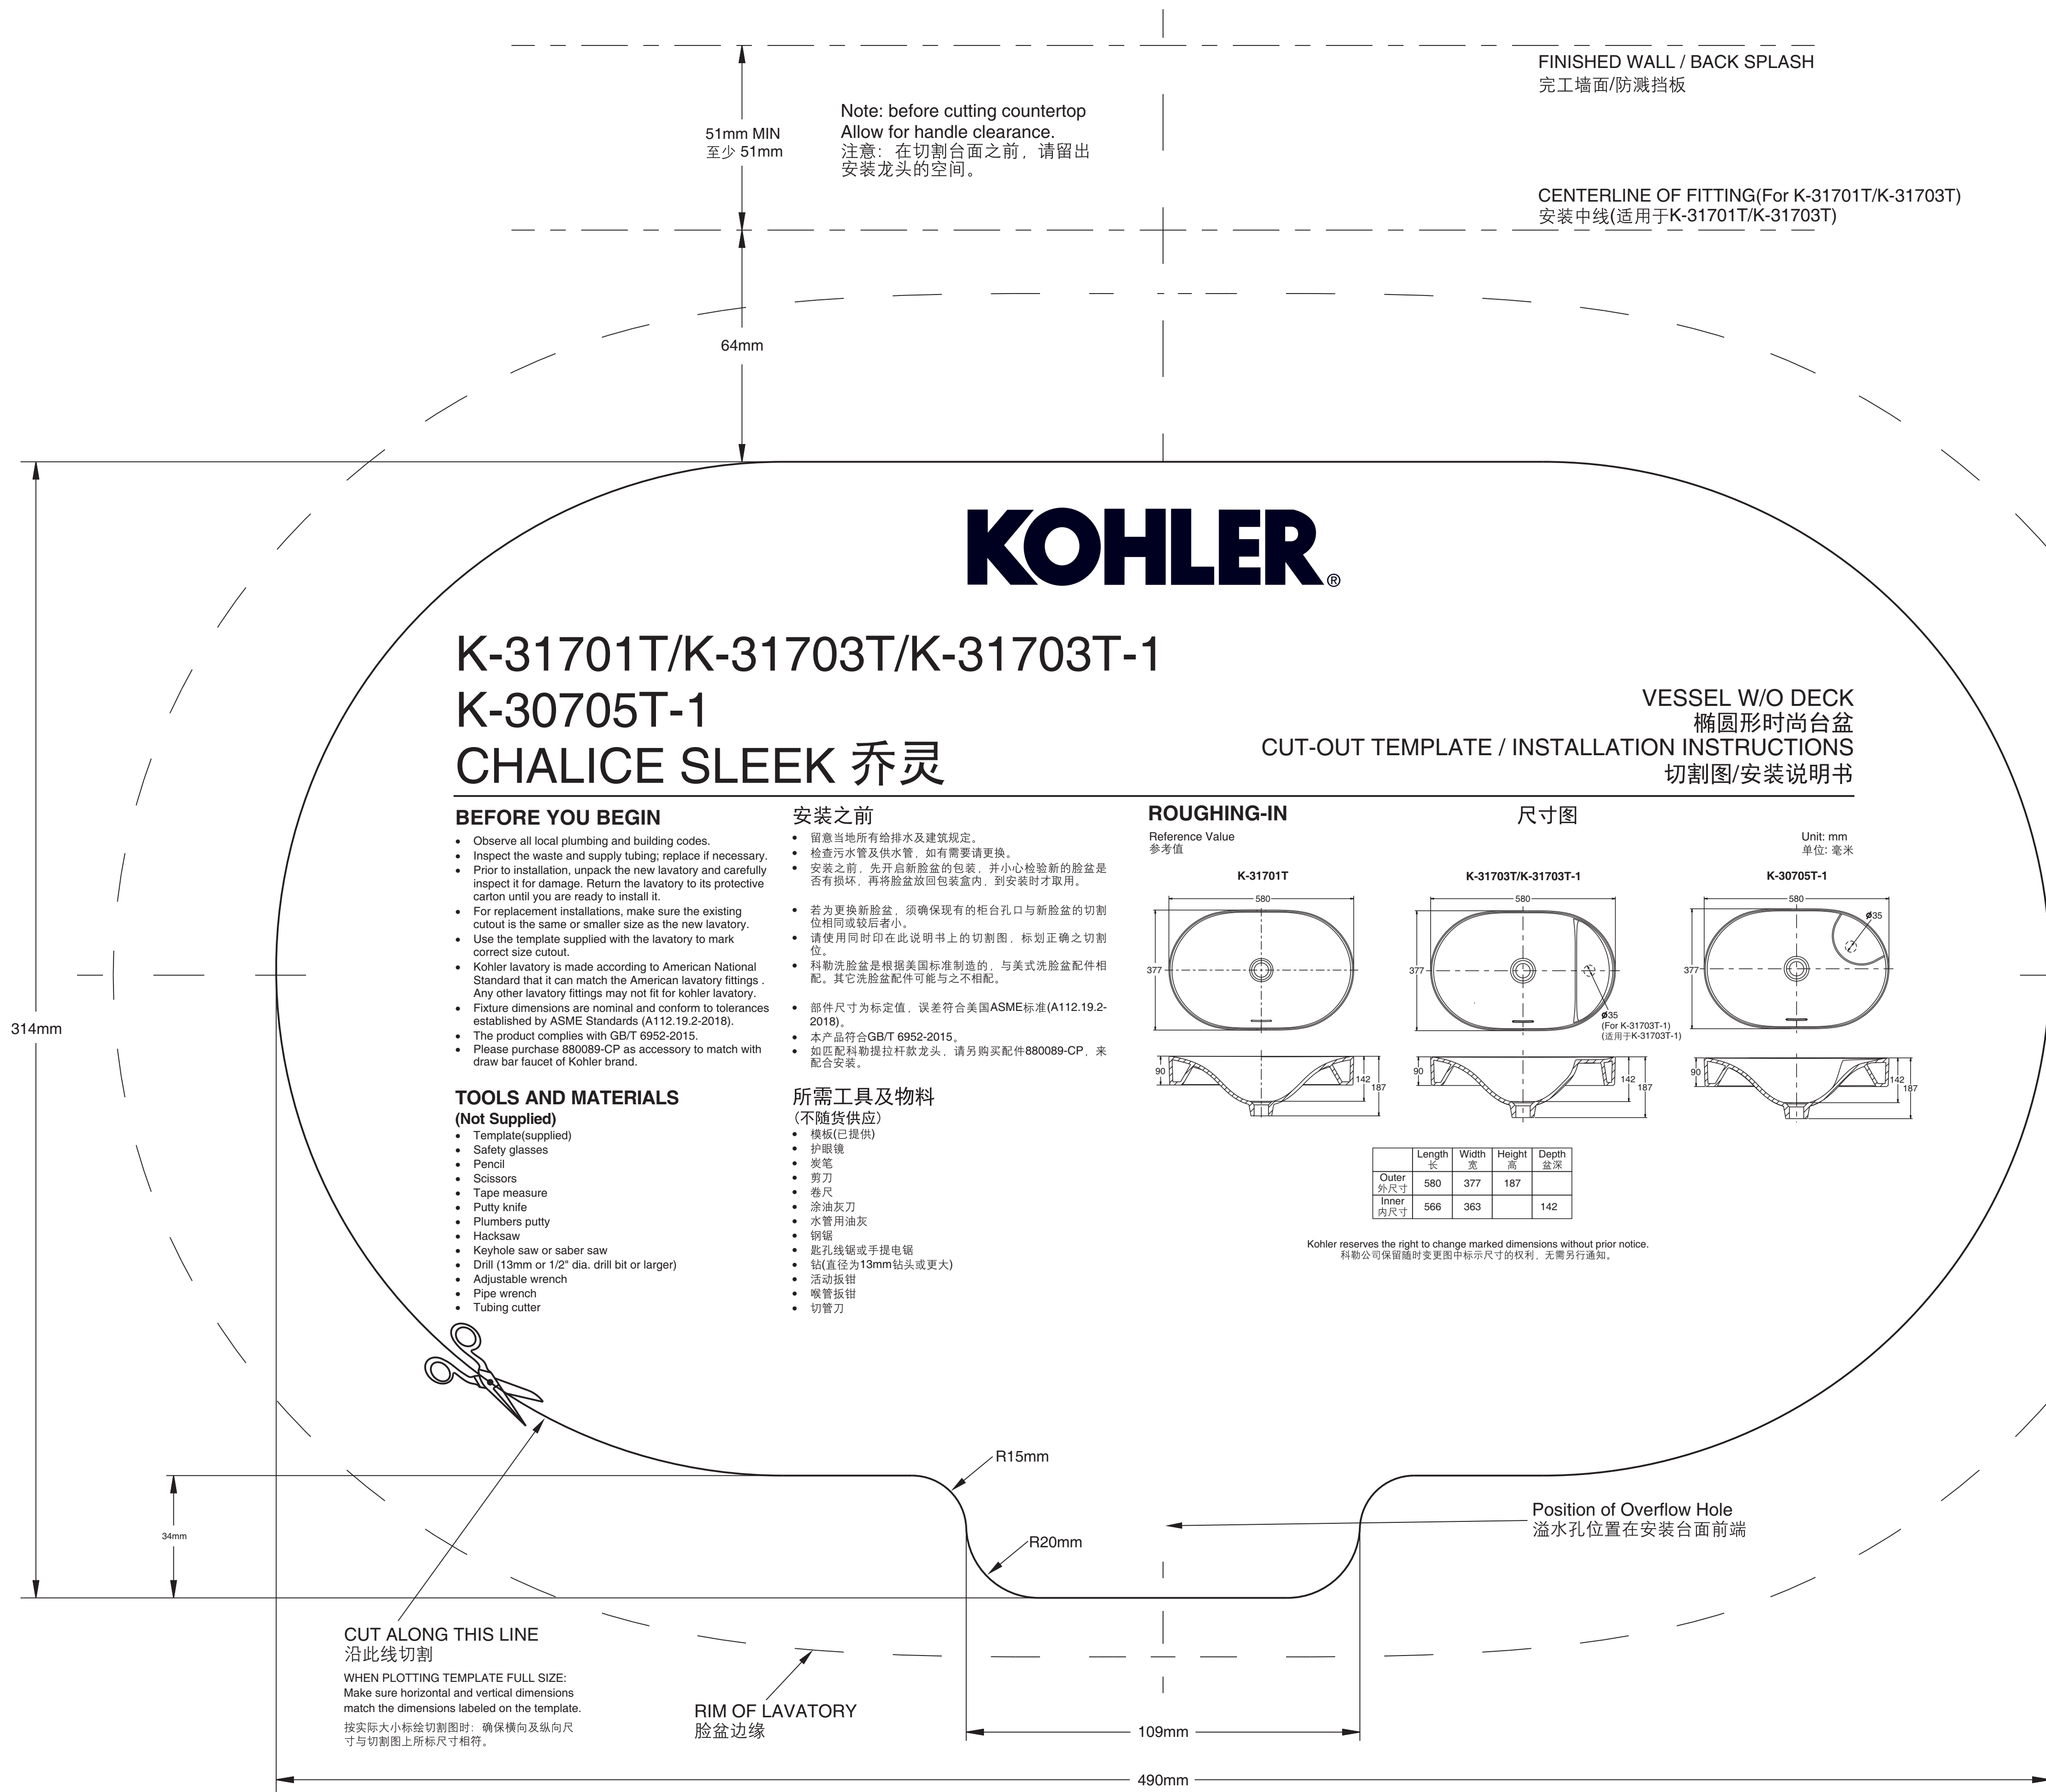 FINISHED WALL / BACK SPLASH
完工墙面/防溅挡板
Note: before cutting countertop
Allow for handle clearance.
注意：在切割台面之前，请留出
安装龙头的空间。
51mm MIN
至少 51mm
CENTERLINE OF FITTING(For K-31701T/K-31703T)
安装中线(适用于K-31701T/K-31703T)
64mm
KOHLER®
K-31701T/K-31703T/K-31703T-1
K-30705T-1
CHALICE SLEEK 乔灵
VESSEL W/O DECK
椭圆形时尚台盆
CUT-OUT TEMPLATE / INSTALLATION INSTRUCTIONS
切割图/安装说明书
BEFORE YOU BEGIN
• Observe all local plumbing and building codes.
• Inspect the waste and supply tubing; replace if necessary.
• Prior to installation, unpack the new lavatory and carefully
inspect it for damage. Return the lavatory to its protective
carton until you are ready to install it.
• For replacement installations, make sure the existing
cutout is the same or smaller size as the new lavatory.
• Use the template supplied with the lavatory to mark
correct size cutout.
• Kohler lavatory is made according to American National
Standard that it can match the American lavatory fittings .
Any other lavatory fittings may not fit for kohler lavatory.
• Fixture dimensions are nominal and conform to tolerances
established by ASME Standards (A112.19.2-2018).
• The product complies with GB/T 6952-2015.
• Please purchase 880089-CP as accessory to match with
draw bar faucet of Kohler brand.
安装之前
• 留意当地所有给排水及建筑规定。
• 检查污水管及供水管，如有需要请更换。
• 安装之前，先开启新脸盆的包装，并小心检验新的脸盆是
否有损坏，再将脸盆放回包装盒内，到安装时才取用。
• 若为更换新脸盆，须确保现有的柜台孔口与新脸盆的切割
位相同或较后者小。
• 请使用同时印在此说明书上的切割图，标划正确之切割
位。
• 科勒洗脸盆是根据美国标准制造的，与美式洗脸盆配件相
配。其它洗脸盆配件可能与之不相配。
• 部件尺寸为标定值，误差符合美国ASME标准(A112.19.2-
2018)。
• 本产品符合GB/T 6952-2015。
• 如匹配科勒提拉杆款龙头，请另购买配件880089-CP，来
配合安装。
TOOLS AND MATERIALS
(Not Supplied)
• Template(supplied)
• Safety glasses
• Pencil
• Scissors
• Tape measure
• Putty knife
• Plumbers putty
• Hacksaw
• Keyhole saw or saber saw
• Drill (13mm or 1/2" dia. drill bit or larger)
• Adjustable wrench
• Pipe wrench
• Tubing cutter
所需工具及物料
（不随货供应）
• 模板(已提供)
• 护眼镜
• 炭笔
• 剪刀
• 卷尺
• 涂油灰刀
• 水管用油灰
• 钢锯
• 匙孔线锯或手提电锯
• 钻(直径为13mm钻头或更大)
• 活动扳钳
• 喉管扳钳
• 切管刀
ROUGHING-IN 尺寸图
Reference Value
参考值
Unit: mm
单位: 毫米
K-31701T
580
377
90
142
187
K-31703T/K-31703T-1
580
377
ø35
(For K-31703T-1)
(适用于K-31703T-1)
90
142
187
K-30705T-1
580
ø35
377
90
142
187
Length Width Height Depth
长 宽 高 盆深
Outer
外尺寸 580 377 187
Inner
内尺寸 566 363 142
Kohler reserves the right to change marked dimensions without prior notice.
科勒公司保留随时变更图中标示尺寸的权利，无需另行通知。
314mm
R15mm
34mm
R20mm
Position of Overflow Hole
溢水孔位置在安装台面前端
CUT ALONG THIS LINE
沿此线切割
WHEN PLOTTING TEMPLATE FULL SIZE:
Make sure horizontal and vertical dimensions
match the dimensions labeled on the template.
按实际大小标绘切割图时：确保横向及纵向尺
寸与切割图上所标尺寸相符。
RIM OF LAVATORY
脸盆边缘
109mm
490mm